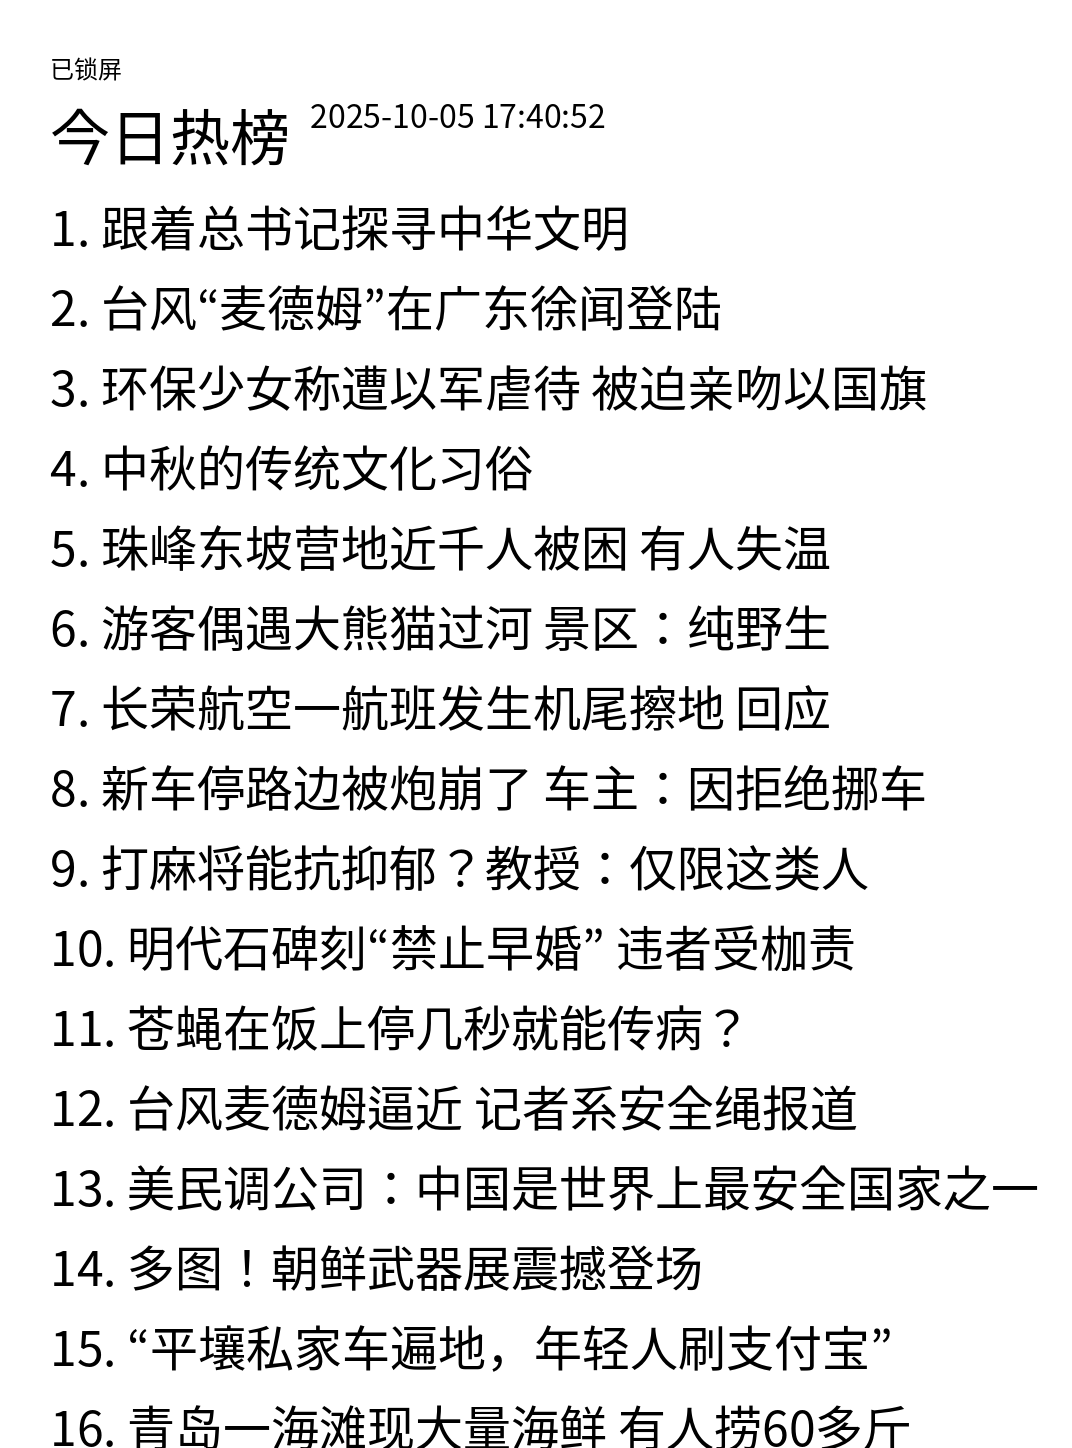 已锁屏
今日热榜 2025-10-05 17:40:52
1. 跟着总书记探寻中华文明
2. 台风“麦德姆”在广东徐闻登陆
3. 环保少女称遭以军虐待 被迫亲吻以国旗
4. 中秋的传统文化习俗
5. 珠峰东坡营地近千人被困 有人失温
6. 游客偶遇大熊猫过河 景区：纯野生
7. 长荣航空一航班发生机尾擦地 回应
8. 新车停路边被炮崩了 车主：因拒绝挪车
9. 打麻将能抗抑郁？教授：仅限这类人
10. 明代石碑刻“禁止早婚” 违者受枷责
11. 苍蝇在饭上停几秒就能传病？
12. 台风麦德姆逼近 记者系安全绳报道
13. 美民调公司：中国是世界上最安全国家之一
14. 多图！朝鲜武器展震撼登场
15. “平壤私家车遍地，年轻人刷支付宝”
16. 青岛一海滩现大量海鲜 有人捞60多斤